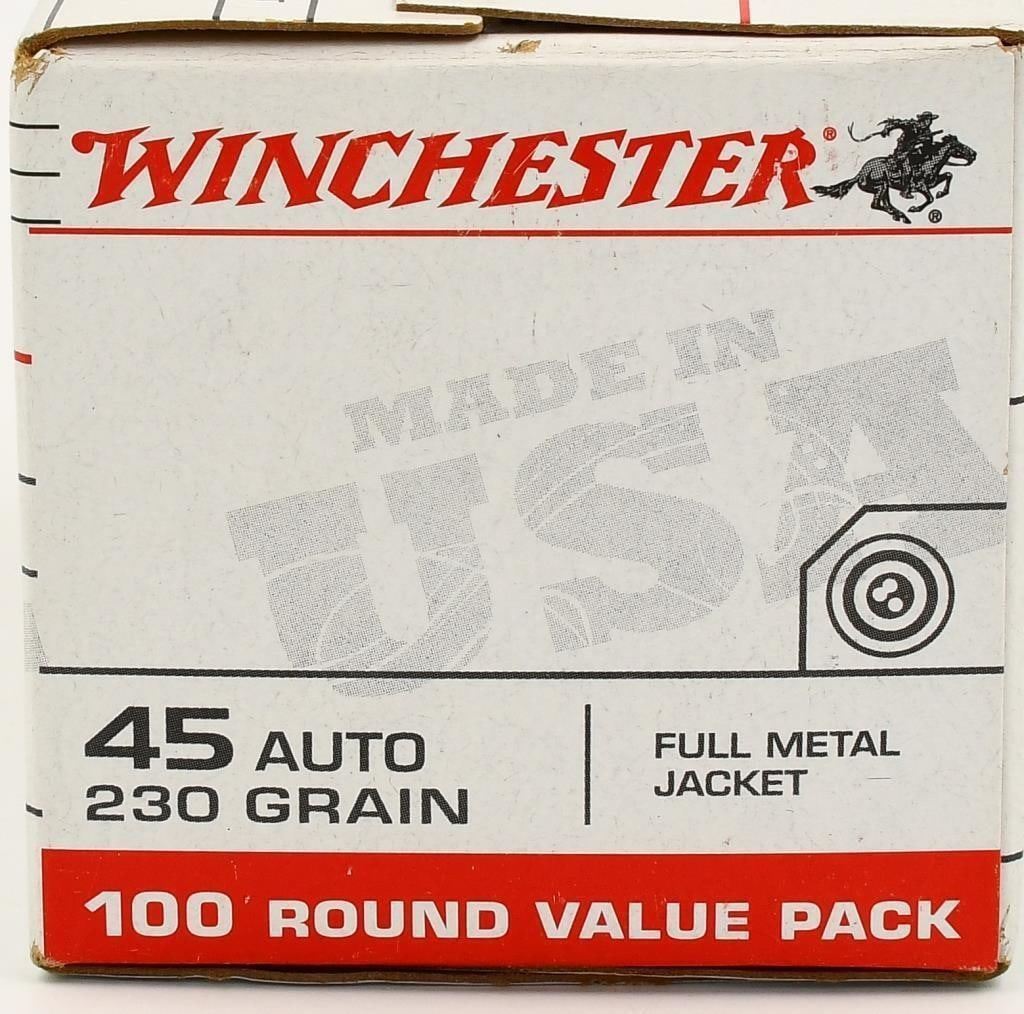 WINCHESTER®
®
MADE IN
USA
45 AUTO
230 GRAIN
FULL METAL
JACKET
100 ROUND VALUE PACK